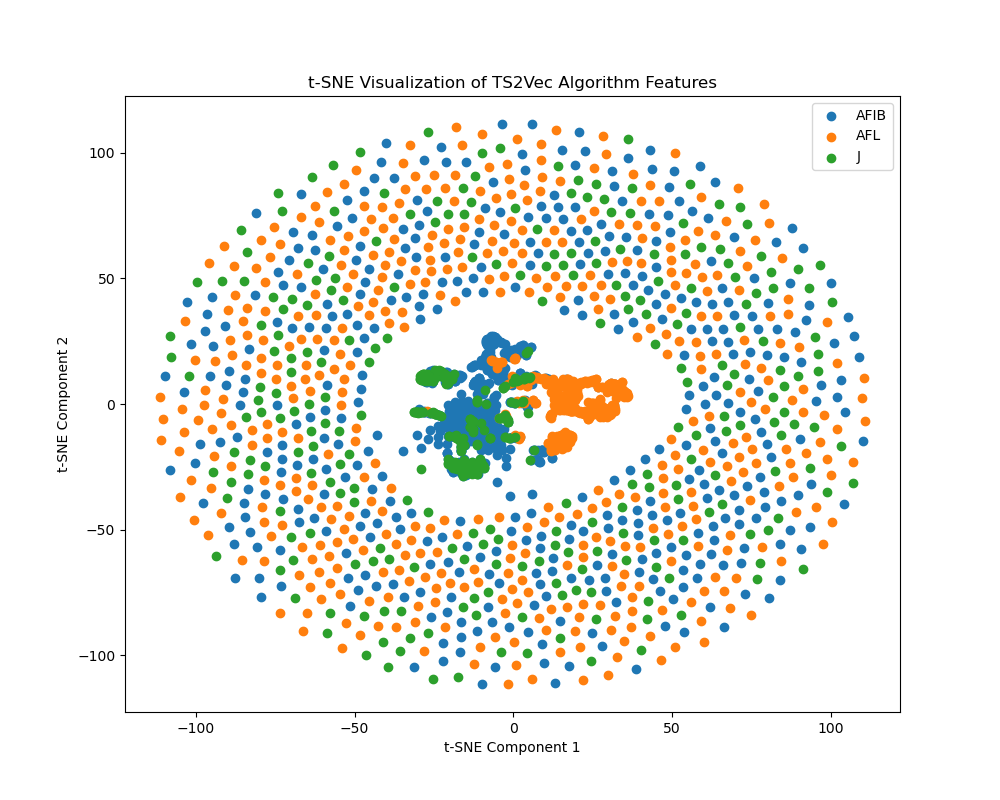 t-SNE Visualization of TS2Vec Algorithm Features
AFIB
AFL
J
100
50
0
−50
−100
t-SNE Component 2
−100
−50
0
50
100
t-SNE Component 1